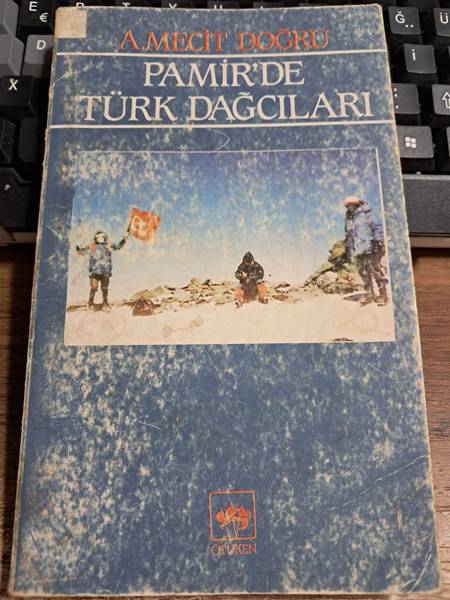 A.MECİT DOĞRU
PAMİR'DE
TÜRK DAĞCILARI
ÖTÜKEN